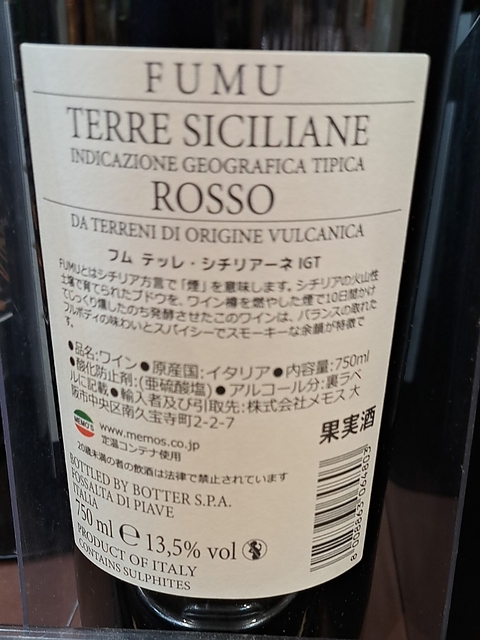 FUMU
TERRE SICILIANE
INDICAZIONE GEOGRAFICA TIPICA
ROSSO
DA TERRENI DI ORIGINE VULCANICA
フム テッレ・シチリアーネ IGT
FUMUとはシチリア方言で「煙」を意味します。シチリアの火山性
土壌で育てられたブドウを、ワイン樽を燃やした煙で10日間かけ
てじっくり燻したのち発酵させたこのワインは、バランスの取れた
フルボディの味わいとスパイシーでスモーキーな余韻が特徴で
す。
●品名:ワイン●原産国:イタリア●内容量:750ml
●酸化防止剤:(亜硫酸塩)●アルコール分:裏ラベ
ルに記載●輸入者及び引取先:株式会社メモス 大
阪市中央区南久宝寺町2-2-7
果実酒
MEMO'S
www.memos.co.jp
定温コンテナ使用
20歳未満の者の飲酒は法律で禁止されています
BOTTLED BY BOTTER S.P.A.
FOSSALTA DI PIAVE
ITALIA
750 ml ℮ 13,5% vol
PRODUCT OF ITALY
CONTAINS SULPHITES
8 008863 064803